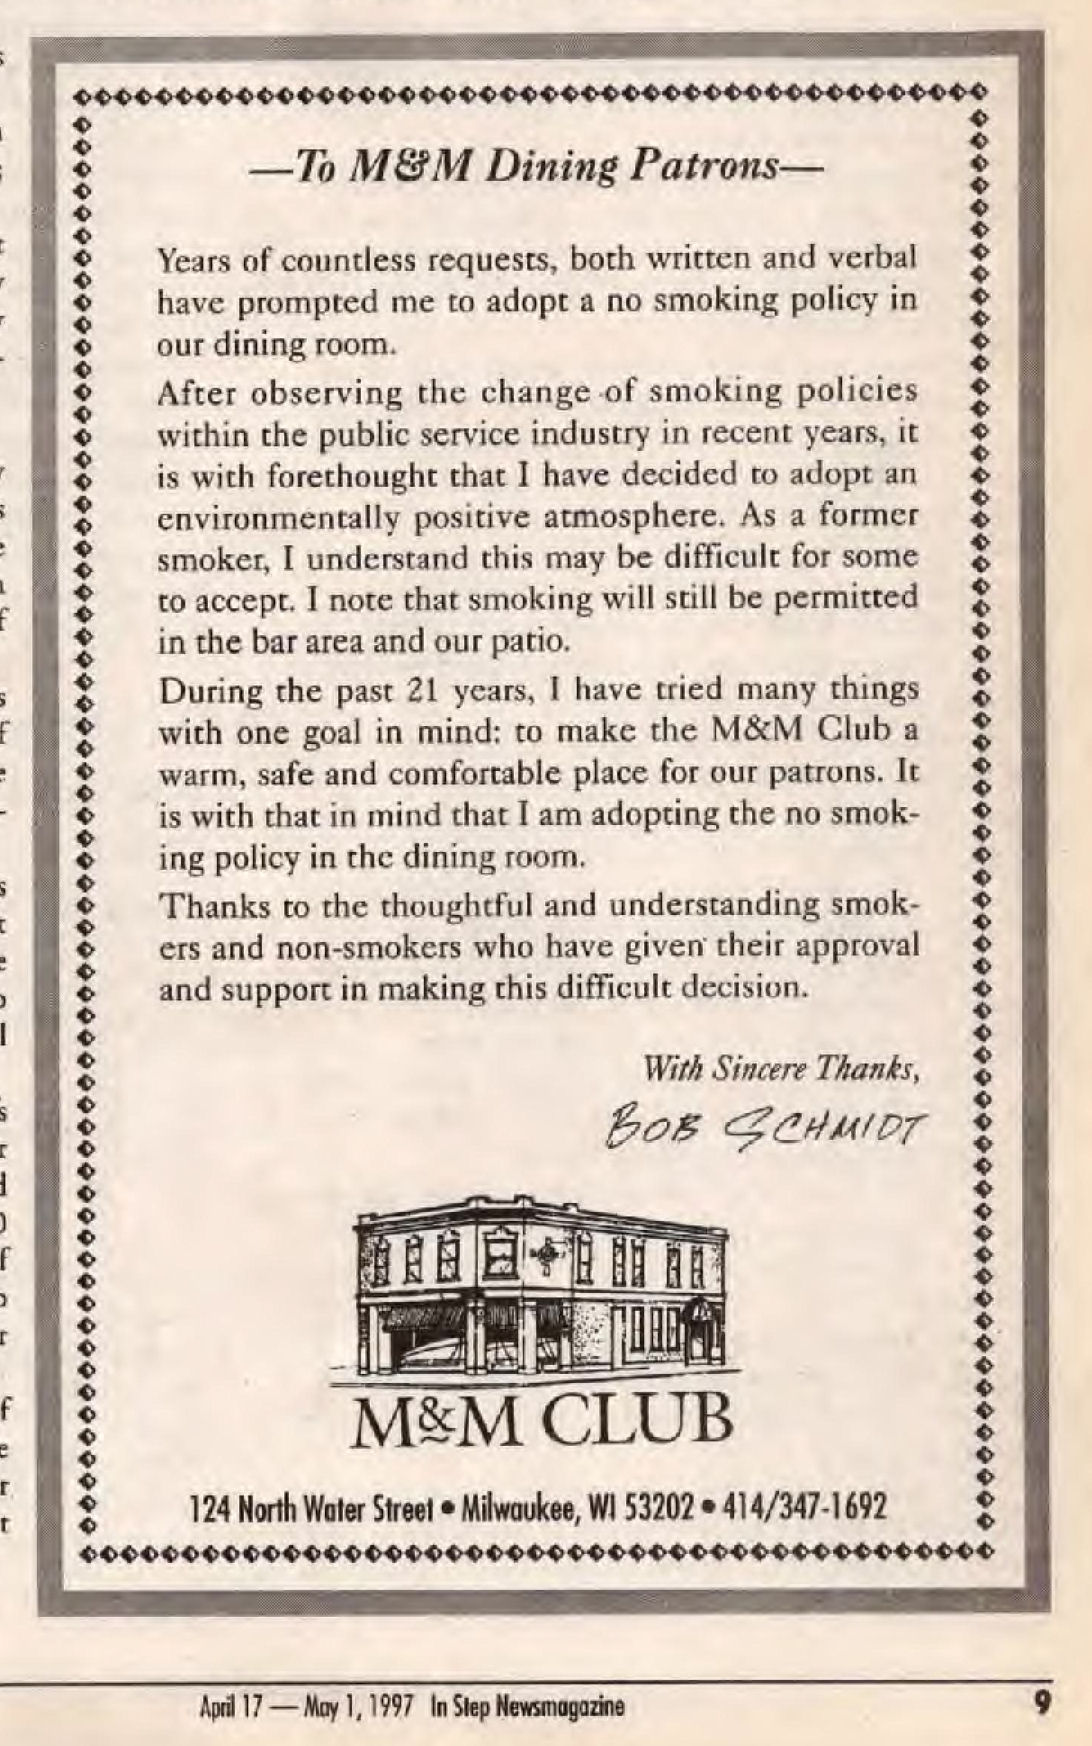 —To M&M Dining Patrons—
Years of countless requests, both written and verbal
have prompted me to adopt a no smoking policy in
our dining room.
After observing the change of smoking policies
within the public service industry in recent years, it
is with forethought that I have decided to adopt an
environmentally positive atmosphere. As a former
smoker, I understand this may be difficult for some
to accept. I note that smoking will still be permitted
in the bar area and our patio.
During the past 21 years, I have tried many things
with one goal in mind: to make the M&M Club a
warm, safe and comfortable place for our patrons. It
is with that in mind that I am adopting the no smok-
ing policy in the dining room.
Thanks to the thoughtful and understanding smok-
ers and non-smokers who have given their approval
and support in making this difficult decision.
With Sincere Thanks,
BOB SCHMIDT
M&M CLUB
124 North Water Street • Milwaukee, WI 53202 • 414/347-1692
April 17 — May 1, 1997 In Step Newsmagazine 9